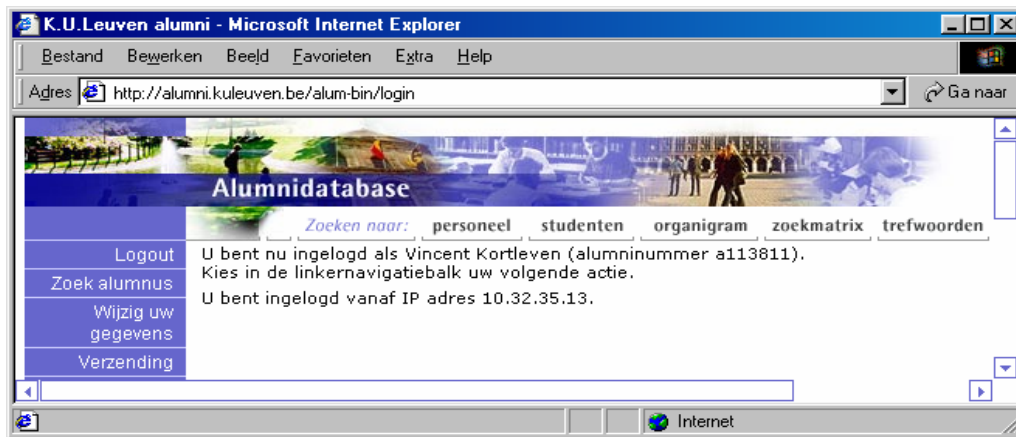 K.U.Leuven alumni - Microsoft Internet Explorer
Bestand Bewerken Beeld Favorieten Extra Help
Adres http://alumni.kuleuven.be/alum-bin/login Ga naar
Alumnidatabase
Zoeken naar: personeel studenten organigram zoekmatrix trefwoorden
Logout
U bent nu ingelogd als Vincent Kortleven (alumninummer a113811).
Kies in de linkernavigatiebalk uw volgende actie.
Zoek alumnus
U bent ingelogd vanaf IP adres 10.32.35.13.
Wijzig uw
gegevens
Verzending
Internet